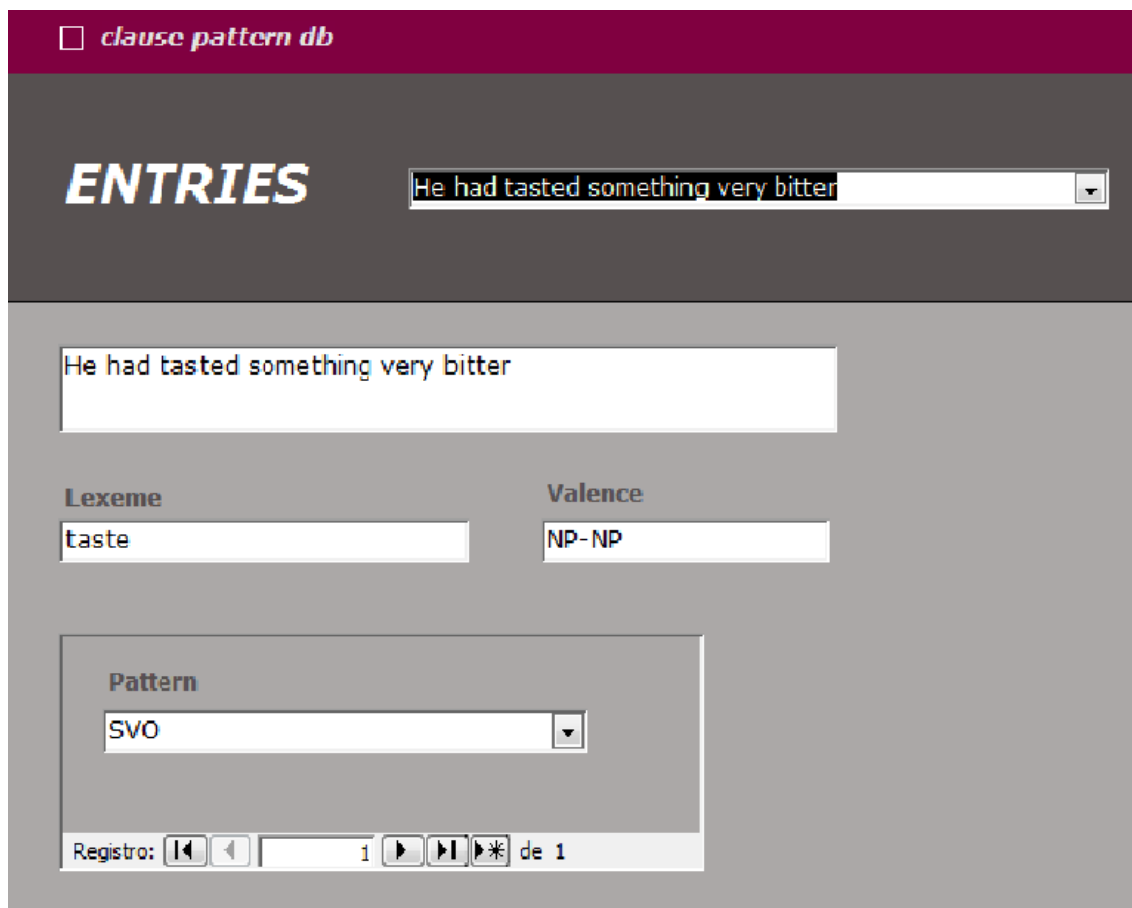 clause pattern db
ENTRIES
He had tasted something very bitter
He had tasted something very bitter
Lexeme
Valence
taste
NP-NP
Pattern
SVO
Registro: 1 de 1